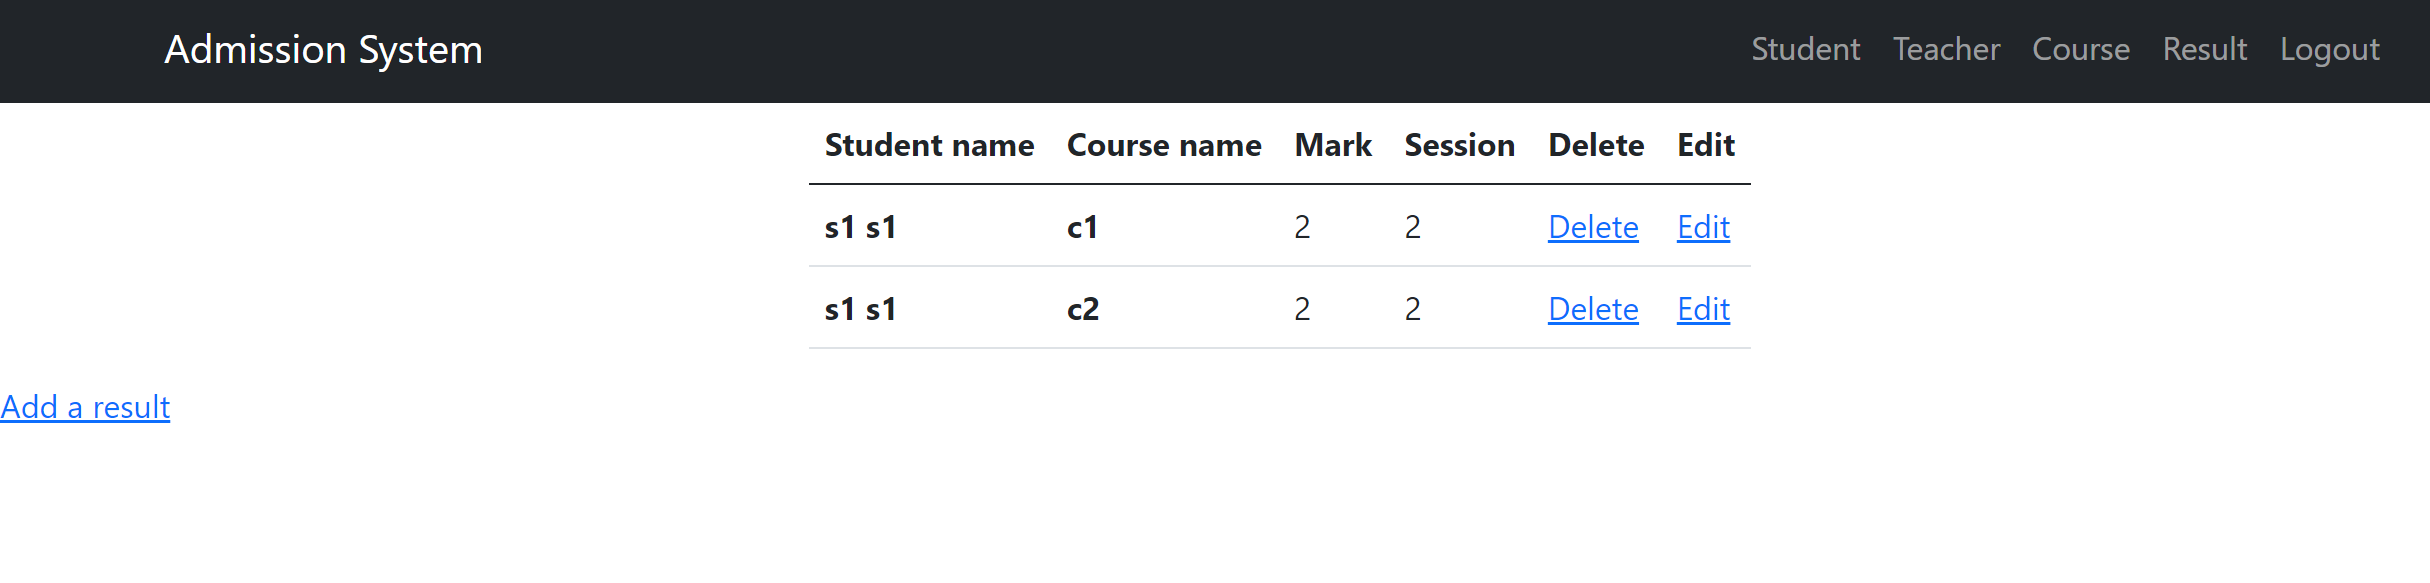 Admission System Student Teacher Course Result Logout
Student name Course name Mark Session Delete Edit
s1 s1 c1 2 2 Delete Edit
s1 s1 c2 2 2 Delete Edit
Add a result